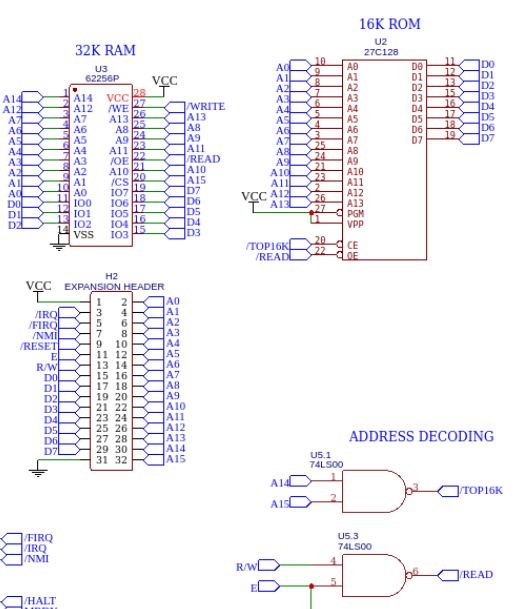 16K ROM
U2
27C128
32K RAM
U3
62256P
VCC
A14 1 A14 VCC 28
A12 2 A12 /WE 27 /WRITE
A7 3 A7 A13 26 A13
A6 4 A6 A8 25 A8
A5 5 A5 A9 24 A9
A4 6 A4 A11 23 A11
A3 7 A3 /OE 22 /READ
A2 8 A2 A10 21 A10
A1 9 A1 /CS 20 A15
A0 10 A0 IO7 19 D7
D0 11 IO0 IO6 18 D6
D1 12 IO1 IO5 17 D5
D2 13 IO2 IO4 16 D4
14 VSS IO3 15 D3
A0 10 A0 D0 11 D0
A1 9 A1 D1 12 D1
A2 8 A2 D2 13 D2
A3 7 A3 D3 15 D3
A4 6 A4 D4 16 D4
A5 5 A5 D5 17 D5
A6 4 A6 D6 18 D6
A7 3 A7 D7 19 D7
A8 25 A8
A9 24 A9
A10 21 A10
A11 23 A11
A12 2 A12
A13 26 A13
VCC 27 PGM
1 VPP
/TOP16K 20 CE
/READ 22 OE
H2
EXPANSION HEADER
VCC
1 2 A0
/IRQ 3 4 A1
/FIRQ 5 6 A2
/NMI 7 8 A3
/RESET 9 10 A4
E 11 12 A5
R/W 13 14 A6
D0 15 16 A7
D1 17 18 A8
D2 19 20 A9
D3 21 22 A10
D4 23 24 A11
D5 25 26 A12
D6 27 28 A13
D7 29 30 A14
31 32 A15
ADDRESS DECODING
U5.1
74LS00
A14 1
A15 2
3 /TOP16K
U5.3
74LS00
R/W 4
E 5
6 /READ
/FIRQ
/IRQ
/NMI
/HALT